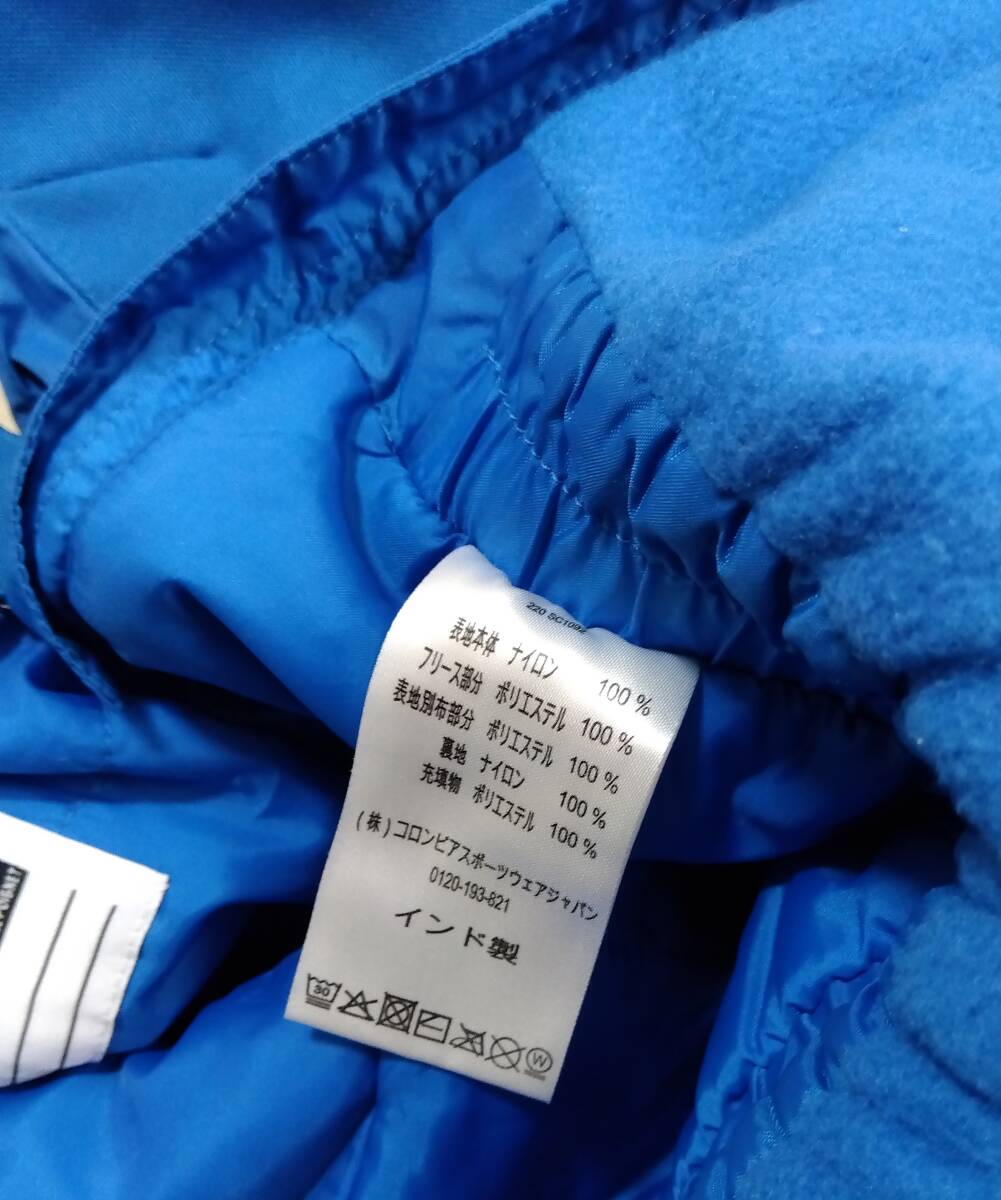 220 SC1092
表地本体 ナイロン 100 %
フリース部分 ポリエステル 100 %
表地別布部分 ポリエステル 100 %
裏地 ナイロン 100 %
充填物 ポリエステル 100 %
(株)コロンビアスポーツウェアジャパン
0120-193-821
インド製
30
W